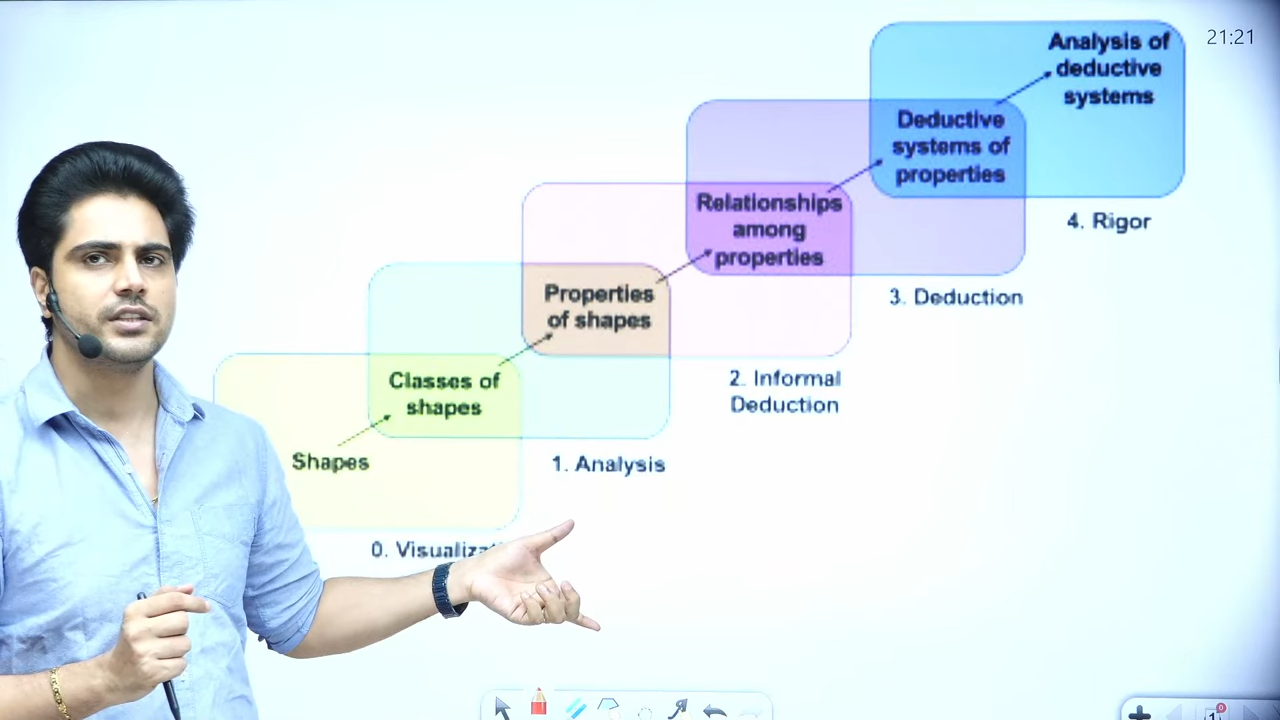 21:21
Analysis of
deductive
systems
Deductive
systems of
properties
4. Rigor
Relationships
among
properties
3. Deduction
Properties
of shapes
2. Informal
Deduction
Classes of
shapes
1. Analysis
Shapes
0.